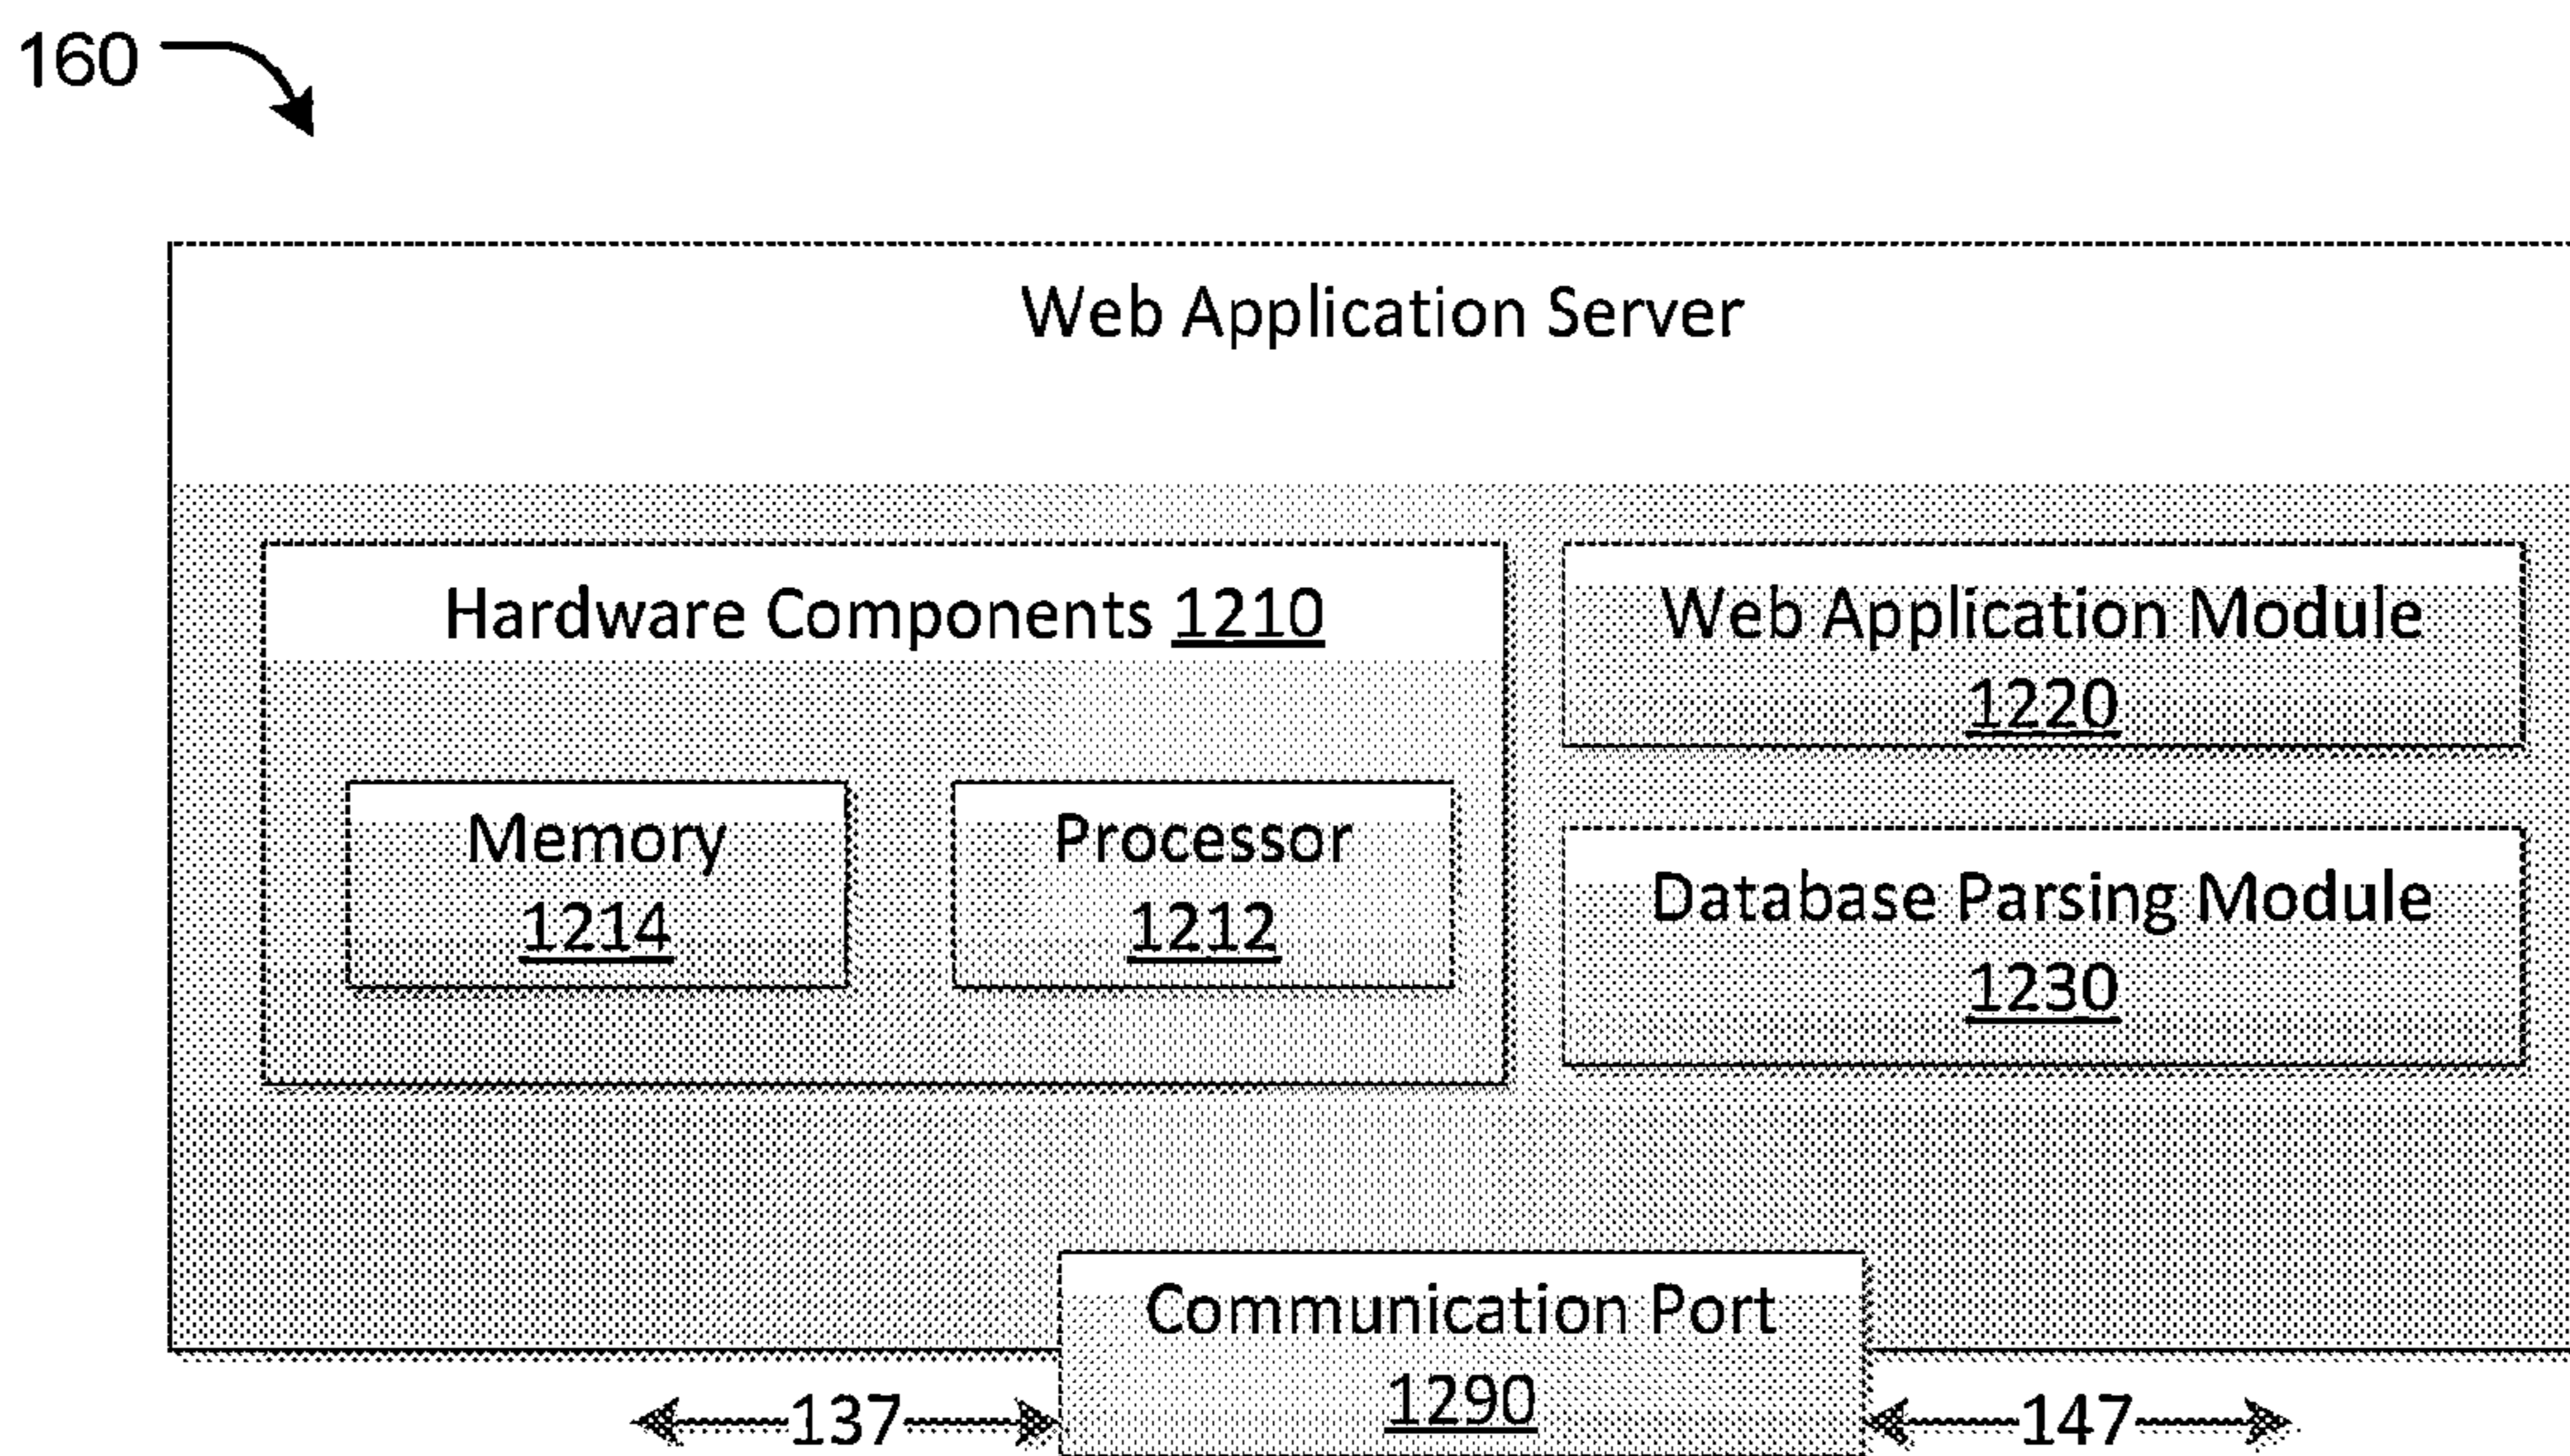 160
Web Application Server
Hardware Components 1210
Memory
1214
Processor
1212
Web Application Module
1220
Database Parsing Module
1230
Communication Port
1290
137
147